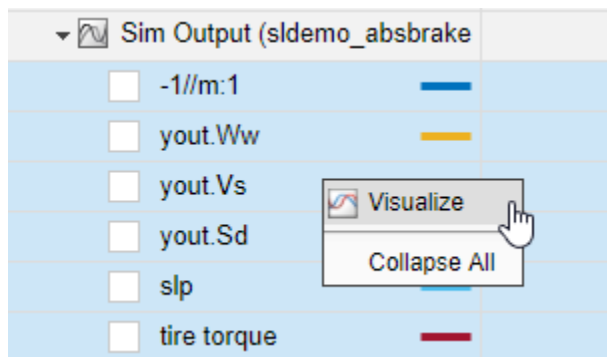 Sim Output (sldemo_absbrake
-1//m:1
yout.Ww
yout.Vs
Visualize
yout.Sd
Collapse All
slp
tire torque